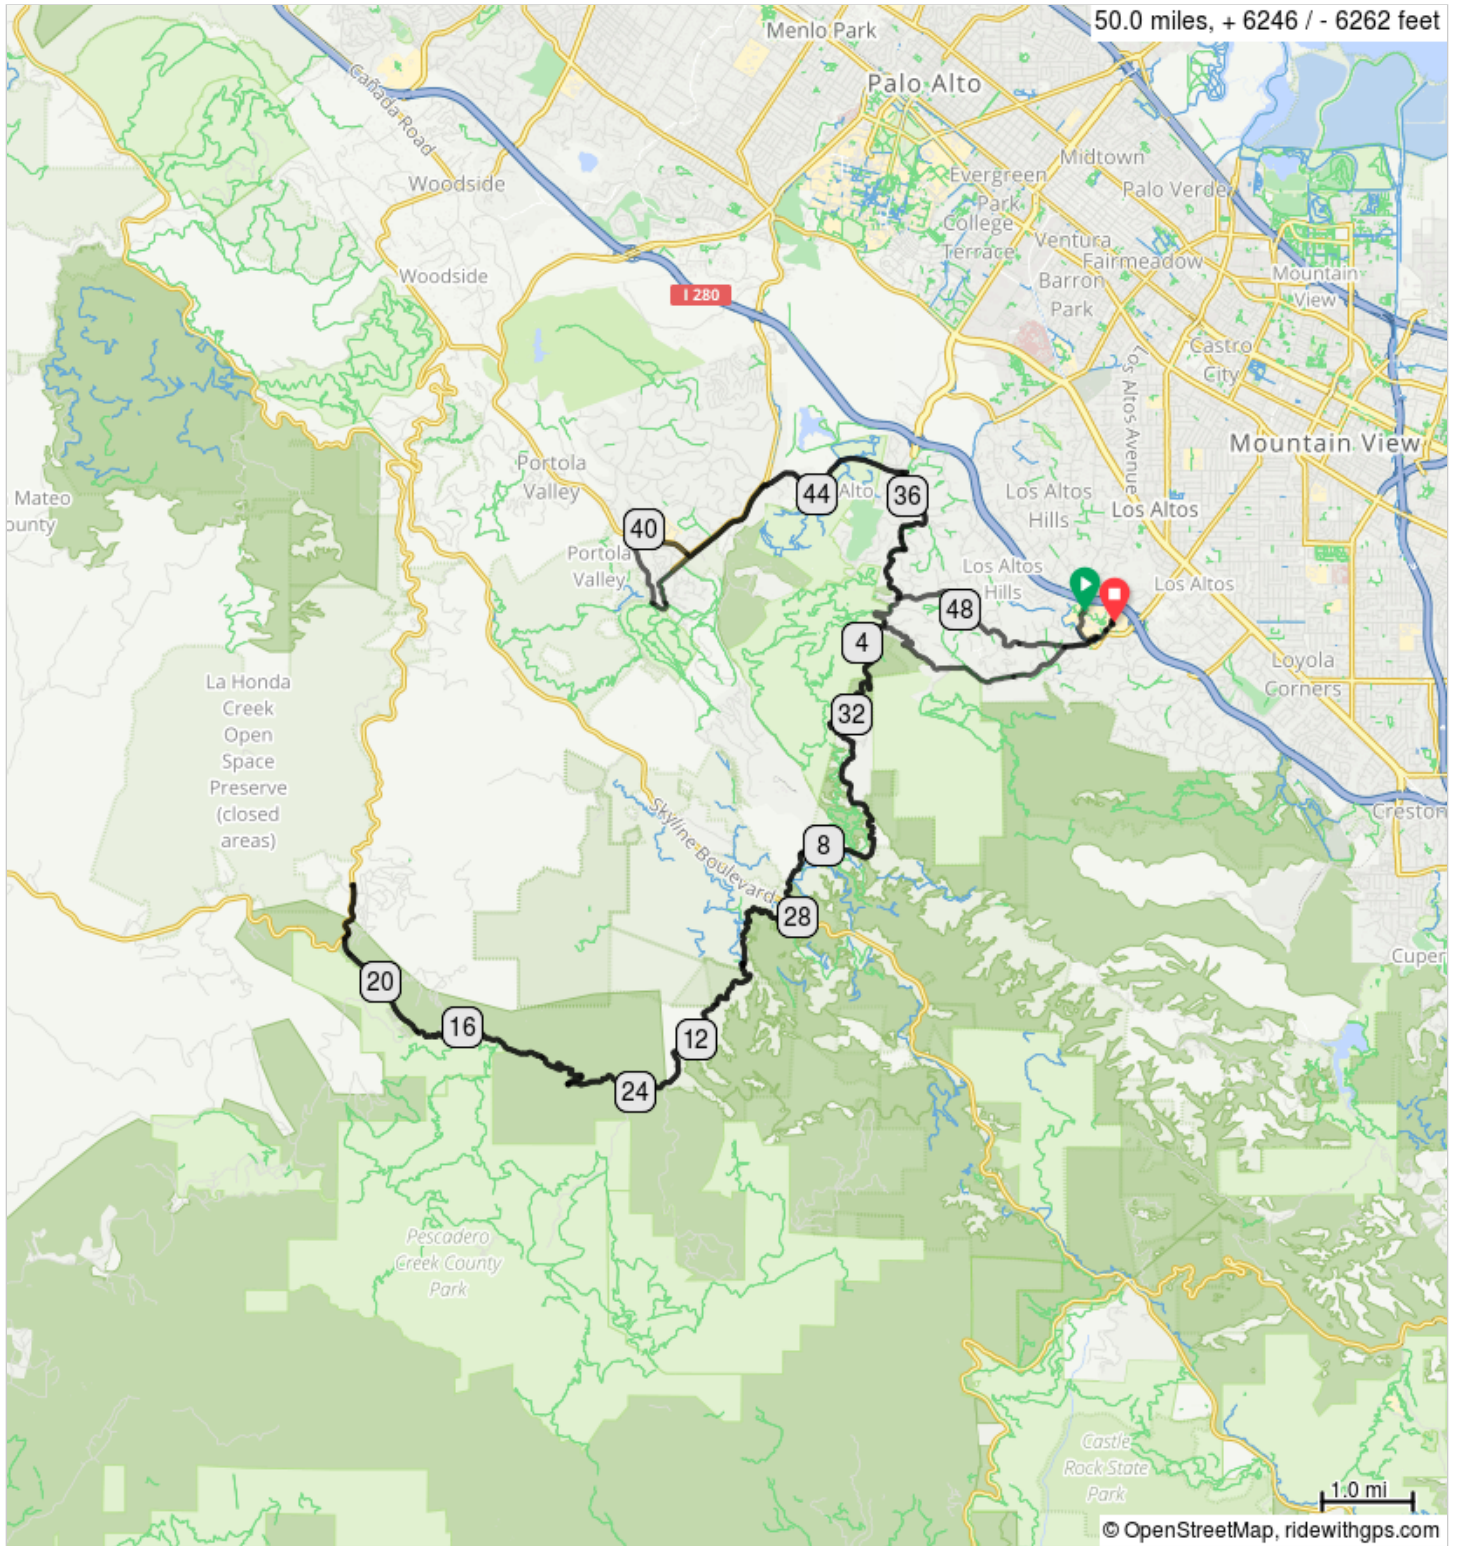 50.0 miles, + 6246 / - 6262 feet
Menlo Park
Cañada Road
Palo Alto
Midtown
Woodside
Evergreen
Park
Palo Verde
College
Terrace
Ventura
Fairmeadow
Woodside
Barron
Park
Mountain
View
I 280
Castro
City
Los Altos Avenue
Mountain View
Portola
Valley
Mateo
ounty
44
Alto
36
Los Altos
Hills
Los Altos
40
Portola
Valley
Los Altos
Hills
Los Altos
48
4
Loyola
Corners
La Honda
Creek
Open
Space
Preserve
(closed
areas)
32
Skyline Boulevard
Creston
8
28
Cuper
20
16
12
24
Pescadero
Creek County
Park
Castle
Rock State
Park
1.0 mi
© OpenStreetMap, ridewithgps.com